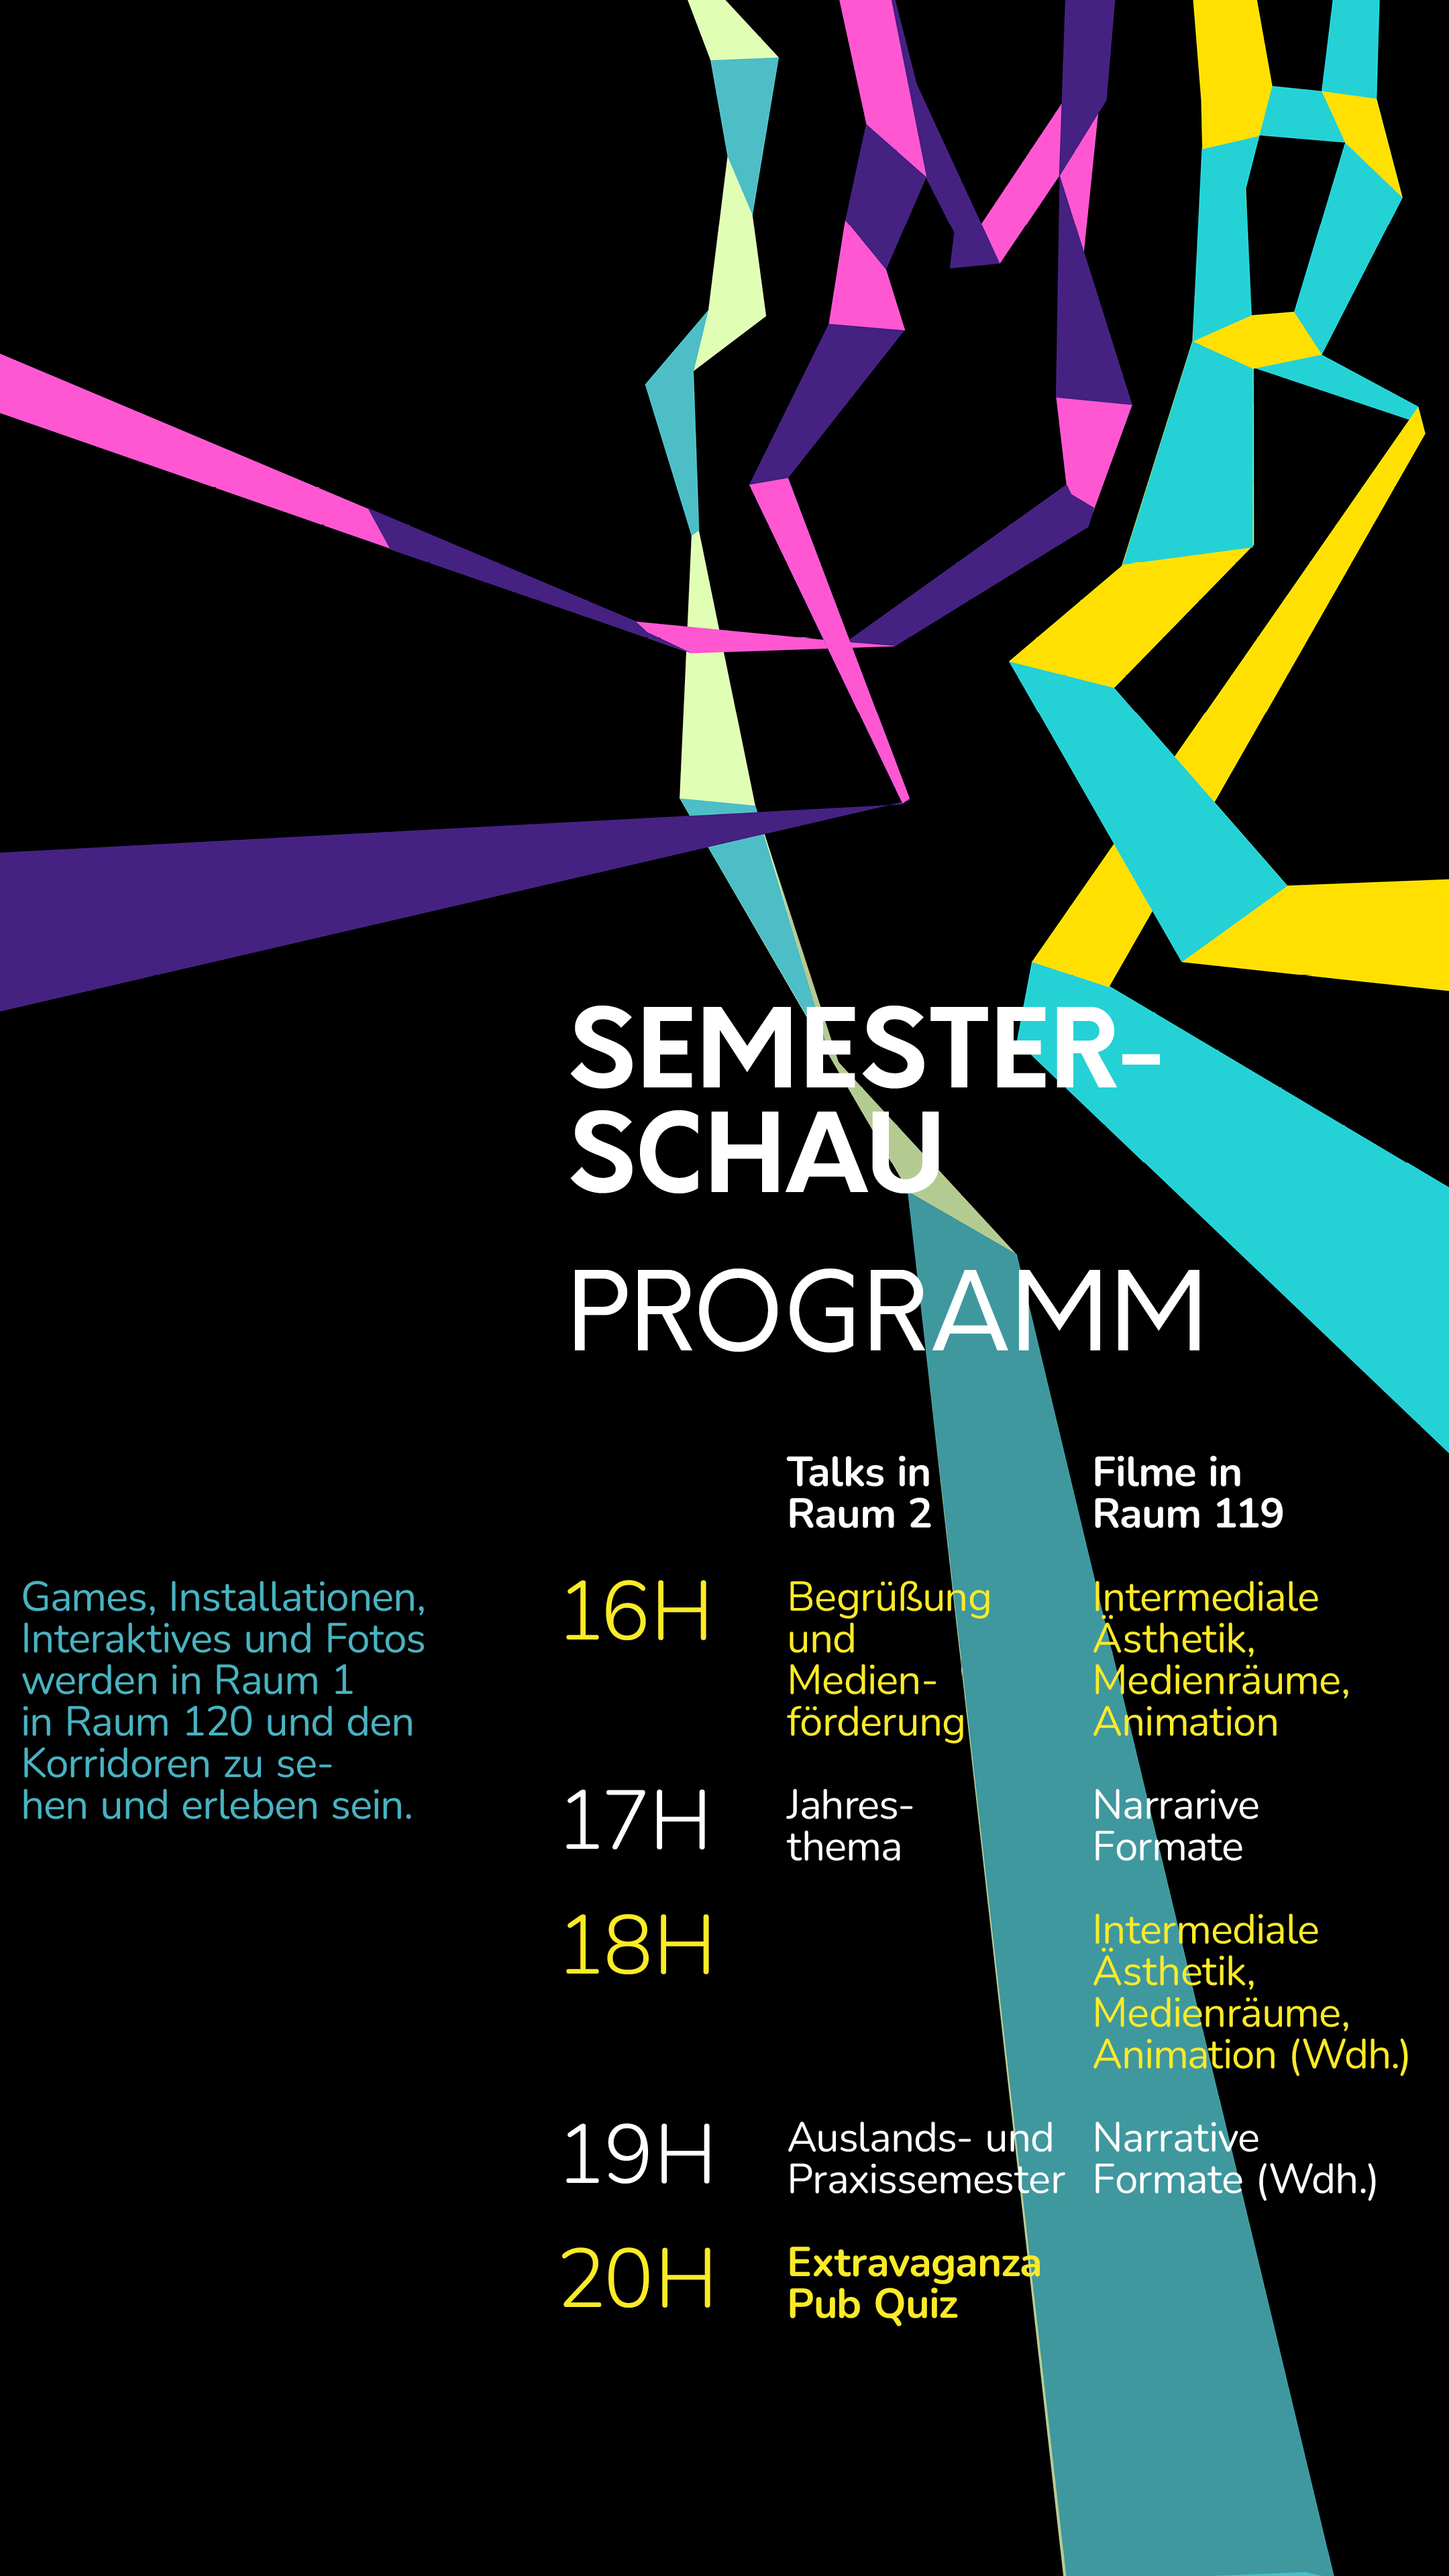 SEMESTER-
SCHAU
PROGRAMM
Talks in
Raum 2
Filme in
Raum 119
Games, Installationen,
Interaktives und Fotos
werden in Raum 1
in Raum 120 und den
Korridoren zu se-
hen und erleben sein.
16H
Begrüßung
und
Medien-
förderung
Intermediale
Ästhetik,
Medienräume,
Animation
17H
Jahres-
thema
Narrarive
Formate
18H
Intermediale
Ästhetik,
Medienräume,
Animation (Wdh.)
19H
Auslands- und
Praxissemester
Narrative
Formate (Wdh.)
20H
Extravaganza
Pub Quiz